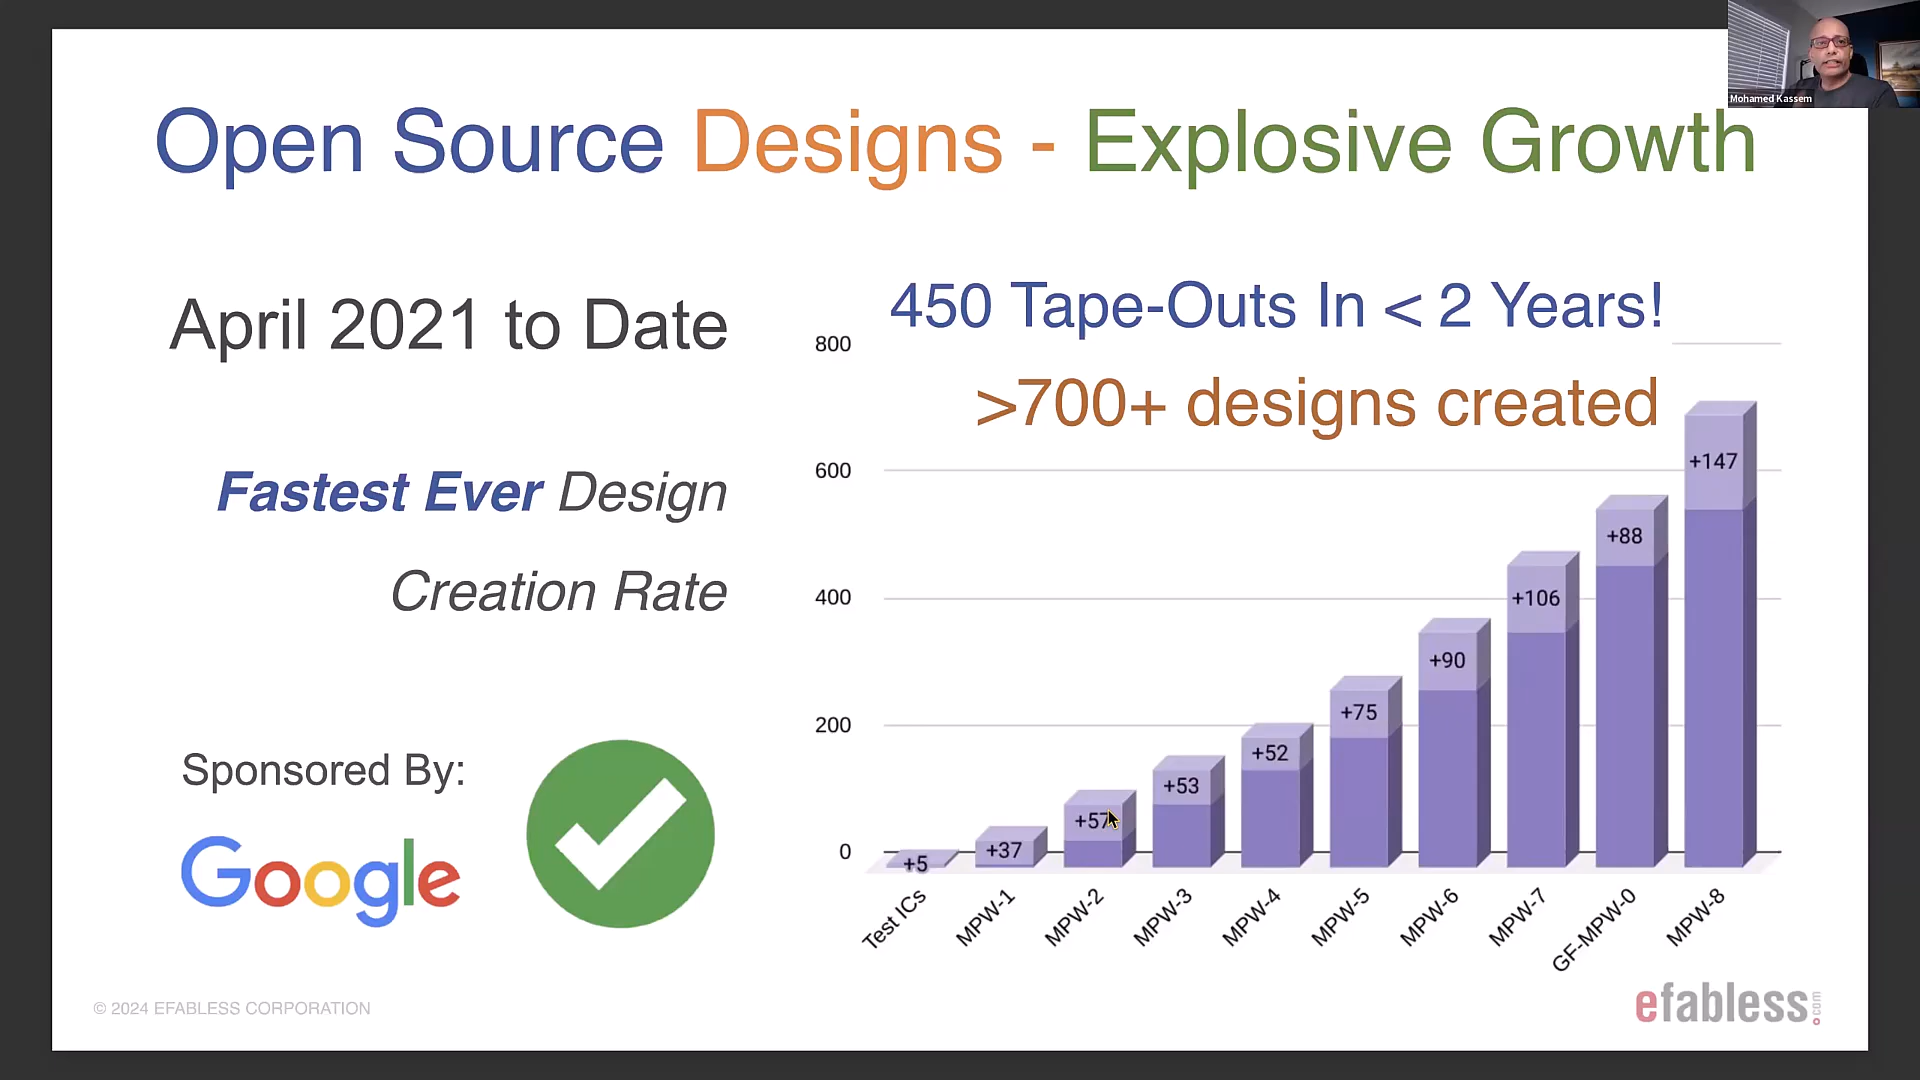 Mohamed Kassem
Open Source Designs - Explosive Growth
April 2021 to Date
Fastest Ever Design
Creation Rate
Sponsored By:
Google
450 Tape-Outs In < 2 Years!
>700+ designs created
800
600
400
200
0
+5
+37
+57
+53
+52
+75
+90
+106
+88
+147
Test ICs
MPW-1
MPW-2
MPW-3
MPW-4
MPW-5
MPW-6
MPW-7
GF-MPW-0
MPW-8
© 2024 EFABLESS CORPORATION
efabless.com